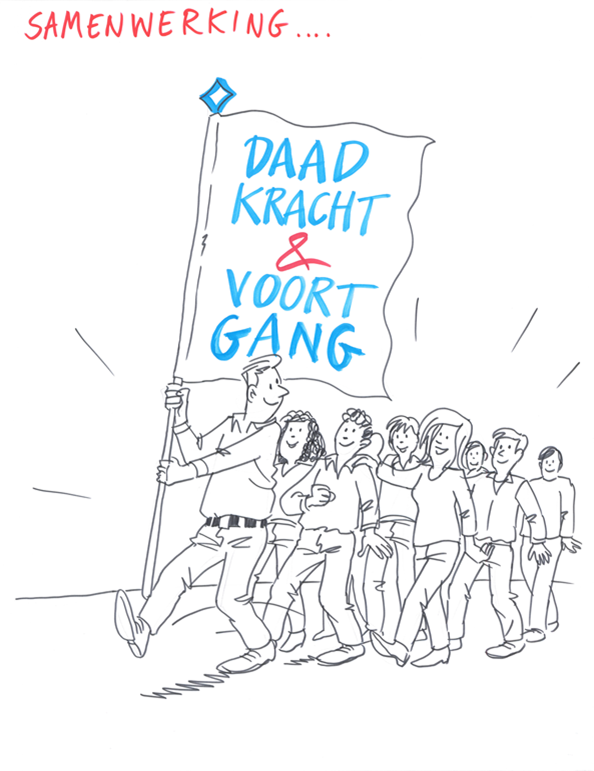 SAMENWERKING....
DAAD
KRACHT
&
VOORT
GANG